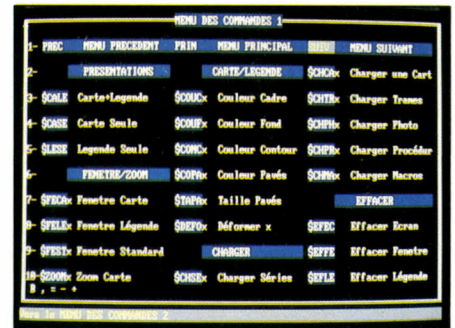 MENU DES COMMANDES 1
1- PREC MENU PRECEDENT PRIN MENU PRINCIPAL SUIV MENU SUIVANT
2- PRESENTATIONS CARTE/LEGENDE $CHCAx Charger une Cart
3- $CALE Carte+Legende $COUCx Couleur Cadre $CHTRx Charger Trames
4- $CASE Carte Seule $COUFx Couleur Fond $CHPHx Charger Photo
5- $LESE Legende Seule $COMCx Couleur Contour $CHPRx Charger Procédur
6- FENETRE/ZOOM $COPAx Couleur Pavés $CHMAx Charger Macros
7- $FECAx Fenetre Carte $TAPAx Taille Pavés EFFACER
8- $FELEx Fenetre Légende $DEFOx Déformer x $EFEC Effacer Ecran
9- $FESTx Fenetre Standard CHARGER $EFFE Effacer Fenetre
10-$ZOOMx Zoom Carte $CHSEx Charger Séries $EFLE Effacer Légende
B , = - +
Vers le MENU DES COMMANDES 2